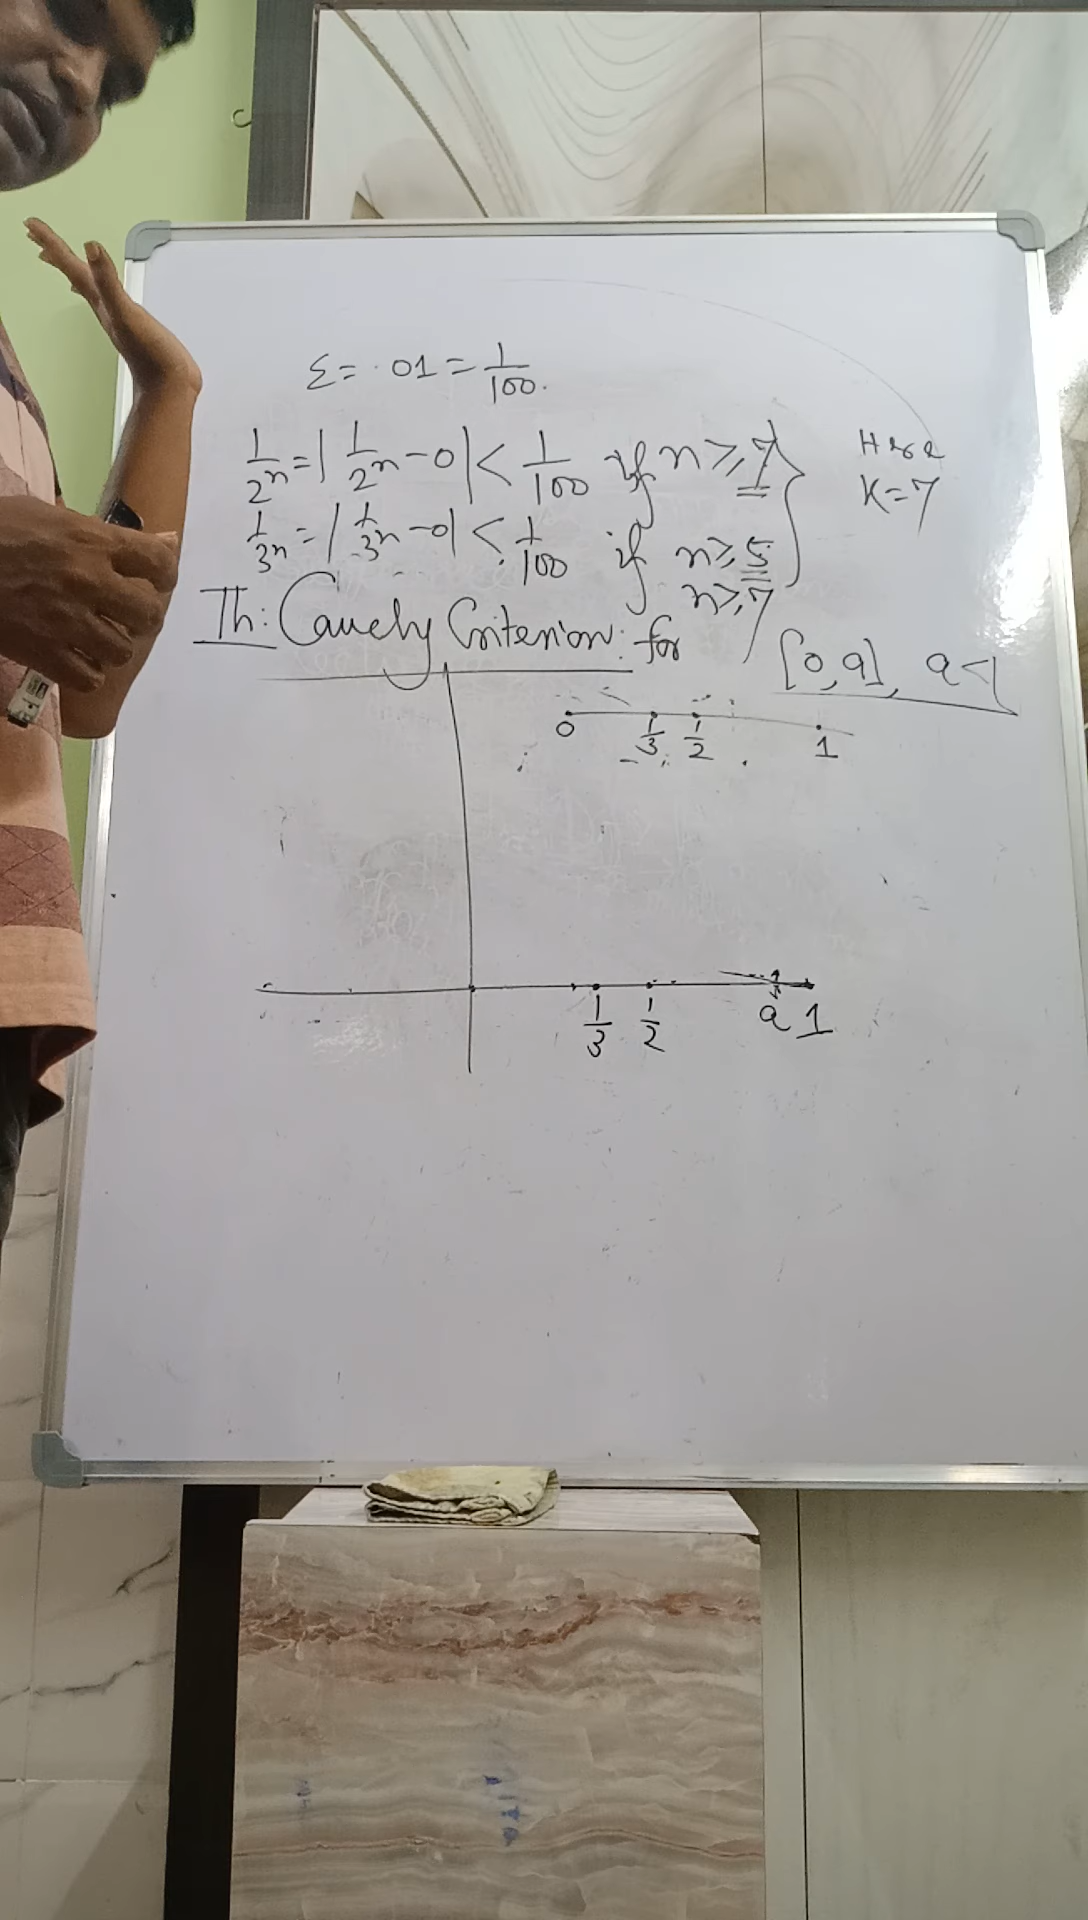 Σ = .01 = 1/100.
1/2^n = |1/2^n - 0| < 1/100 if n ≥ 7
1/3^n = |1/3^n - 0| < 1/100 if n ≥ 5
n ≥ 7
Here
K = 7
Th: Cauchy Criterion: for [0, a], a < 1
0 1/3 1/2 1
1/3 1/2 a 1